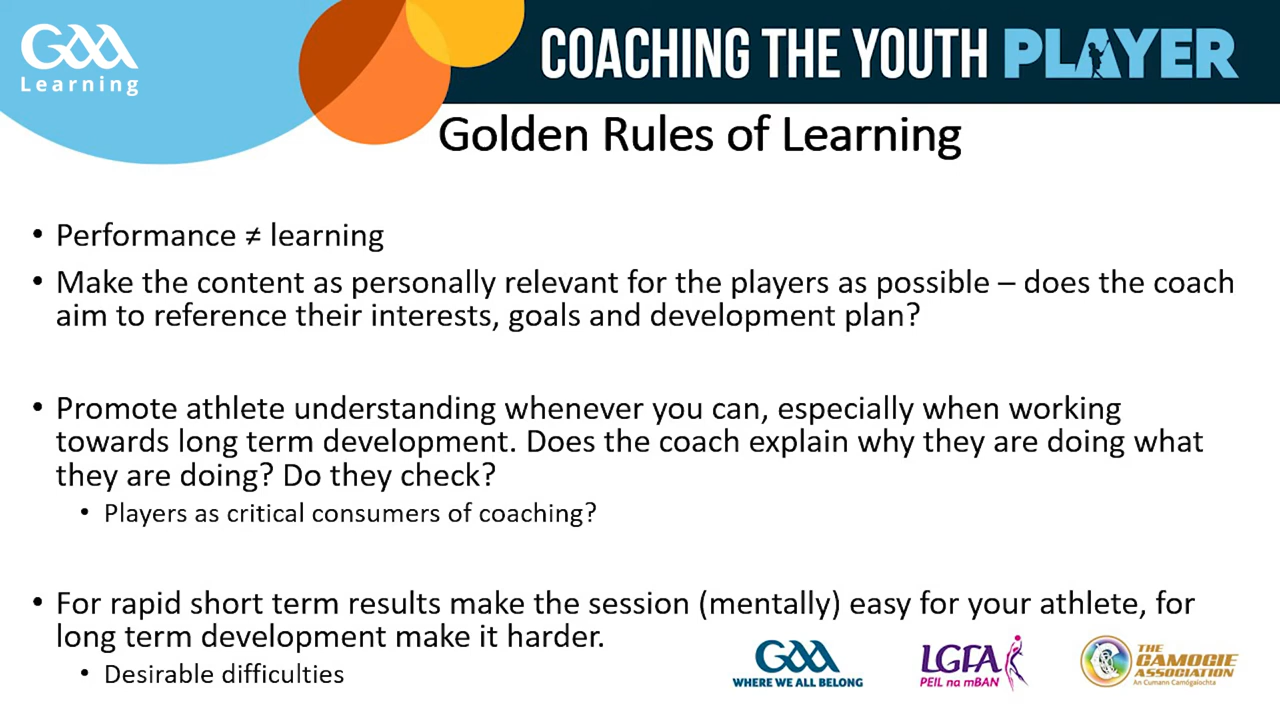 GAA
Learning
COACHING THE YOUTH PLAYER
Golden Rules of Learning
• Performance ≠ learning
• Make the content as personally relevant for the players as possible – does the coach
aim to reference their interests, goals and development plan?
• Promote athlete understanding whenever you can, especially when working
towards long term development. Does the coach explain why they are doing what
they are doing? Do they check?
• Players as critical consumers of coaching?
• For rapid short term results make the session (mentally) easy for your athlete, for
long term development make it harder.
• Desirable difficulties
GAA
WHERE WE ALL BELONG
LGFA
PEIL na mBAN
THE
CAMOGIE
ASSOCIATION
An Cumann Camógaíochta